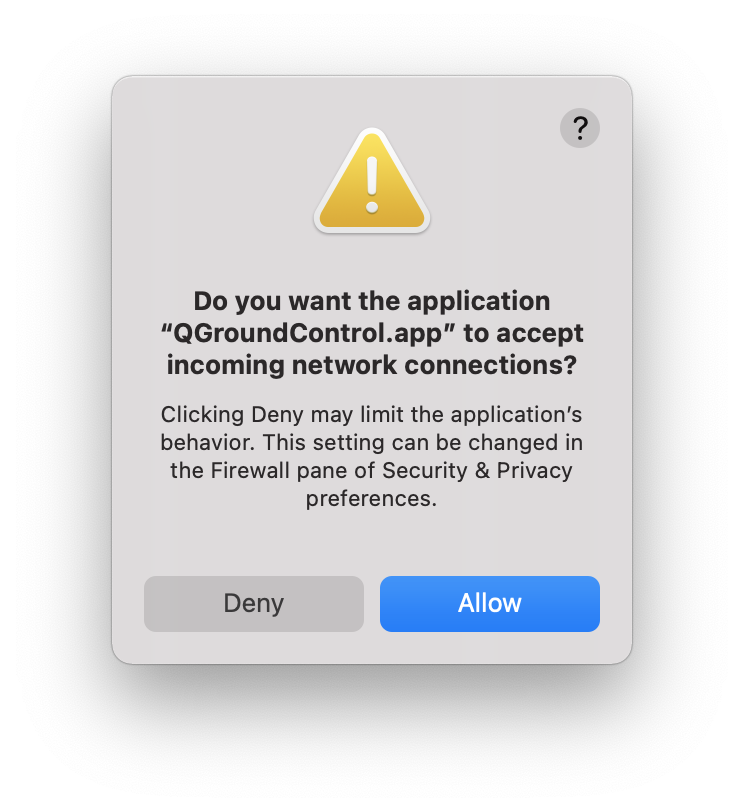 ?
Do you want the application
“QGroundControl.app” to accept
incoming network connections?
Clicking Deny may limit the application’s
behavior. This setting can be changed in
the Firewall pane of Security & Privacy
preferences.
Deny
Allow